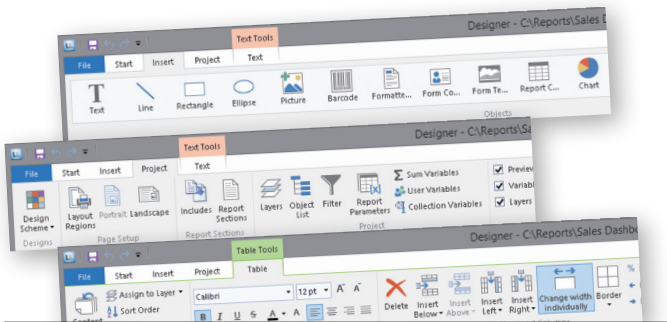 Text Tools
Designer - C:\Reports\Sales D
File Start Insert Project Text
Text Line Rectangle Ellipse Picture Barcode Formatte... Form Co... Form Te... Report C... Chart
Objects
Text Tools
Designer - C:\Reports\Sa
File Start Insert Project Text
Design Scheme
Layout Regions
Portrait
Landscape
Includes
Report Sections
Layers
Object List
Filter
Report Parameters
Sum Variables
User Variables
Collection Variables
Preview
Variabl
Layers
Designs
Page Setup
Report Sections
Project
Table Tools
Designer - C:\Reports\Sales Dashbo
File Start Insert Project Table
Content
Assign to Layer
Sort Order
Calibri
12 pt
A A
B I U S A A
Delete
Insert Below
Insert Above
Insert Left
Insert Right
Change width individually
Border
%